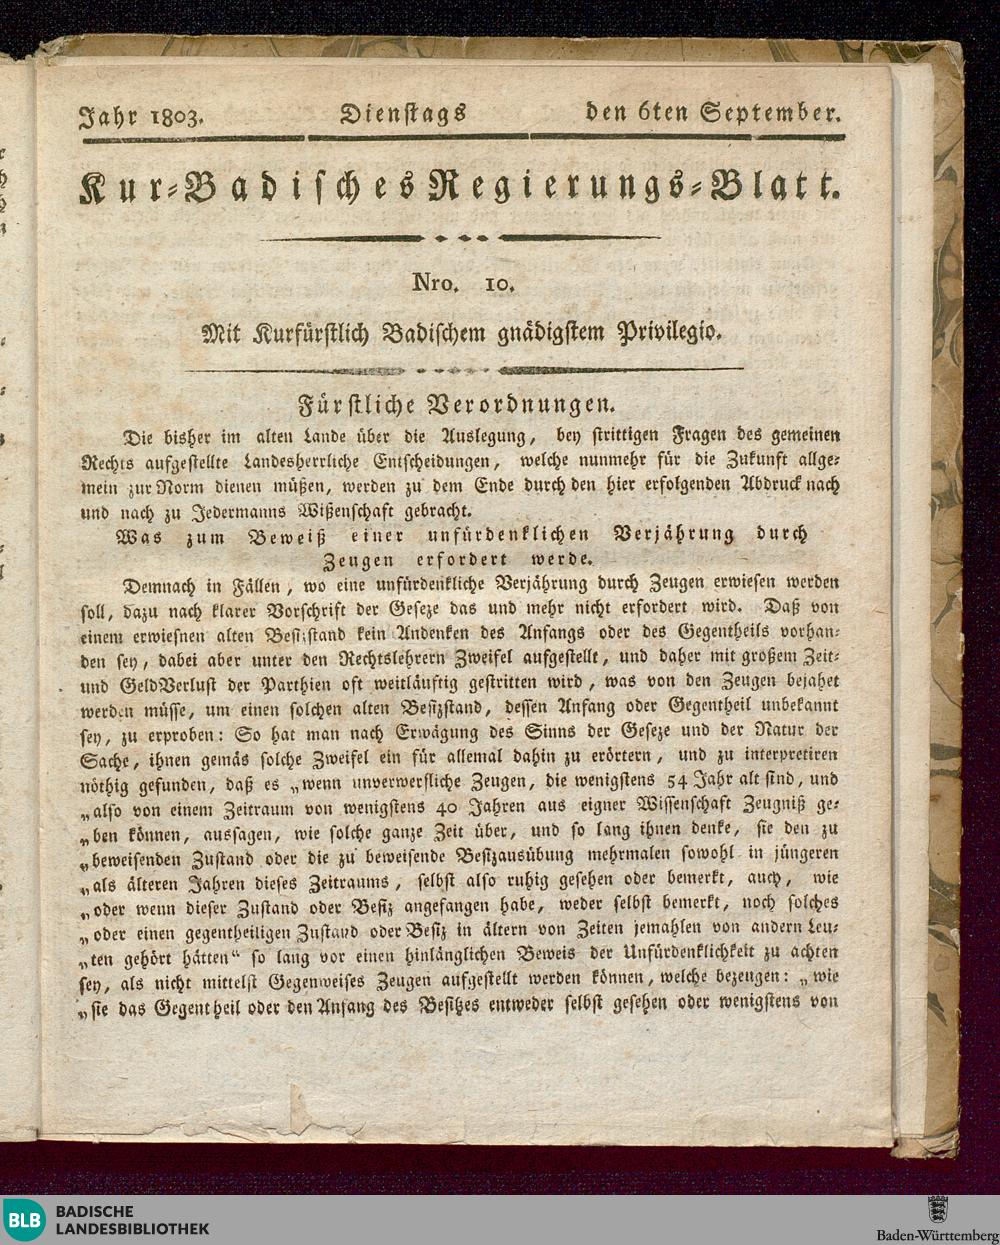 Jahr 1803. Dienstags den 6ten September.
Kur-Badisches Regierungs-Blatt.
Nro. 10.
Mit Kurfürstlich Badischem gnädigstem Privilegio.
Fürstliche Verordnungen.
Die bisher im alten Lande über die Auslegung, bey strittigen Fragen des gemeinen
Rechts aufgestellte Landesherrliche Entscheidungen, welche nunmehr für die Zukunft allge-
mein zur Norm dienen müßen, werden zu dem Ende durch den hier erfolgenden Abdruck nach
und nach zu Jedermanns Wißenschaft gebracht.
Was zum Beweiß einer unfürdenklichen Verjährung durch
Zeugen erfordert werde.
Demnach in Fällen, wo eine unfürdenkliche Verjährung durch Zeugen erwiesen werden
soll, dazu nach klarer Vorschrift der Geseze das und mehr nicht erfordert wird. Daß von
einem erwiesnen alten Besizstand kein Andenken des Anfangs oder des Gegentheils vorhan-
den sey, dabei aber unter den Rechtslehrern Zweifel aufgestellt, und daher mit großem Zeit-
und GeldVerlust der Parthien oft weitläuftig gestritten wird, was von den Zeugen bejahet
werden müsse, um einen solchen alten Besizstand, dessen Anfang oder Gegentheil unbekannt
sey, zu erproben: So hat man nach Erwägung des Sinns der Geseze und der Natur der
Sache, ihnen gemäs solche Zweifel ein für allemal dahin zu erörtern, und zu interpretiren
nöthig gefunden, daß es „wenn unverwerfliche Zeugen, die wenigstens 54 Jahr alt sind, und
„also von einem Zeitraum von wenigstens 40 Jahren aus eigner Wissenschaft Zeugniß ge-
„ben können, aussagen, wie solche ganze Zeit über, und so lang ihnen denke, sie den zu
„beweisenden Zustand oder die zu beweisende Besizausübung mehrmalen sowohl in jüngeren
„als älteren Jahren dieses Zeitraums, selbst also ruhig gesehen oder bemerkt, auch, wie
„oder wenn dieser Zustand oder Besiz angefangen habe, weder selbst bemerkt, noch solches
„oder einen gegentheiligen Zustand oder Besiz in ältern von Zeiten jemahlen von andern Leu-
„ten gehört hätten“ so lang vor einen hinlänglichen Beweis der Unfürdenklichkeit zu achten
sey, als nicht mittelst Gegenweises Zeugen aufgestellt werden können, welche bezeugen: „wie
„sie das Gegentheil oder den Anfang des Besitzes entweder selbst gesehen oder wenigstens von
BLB BADISCHE
LANDESBIBLIOTHEK
Baden-Württemberg